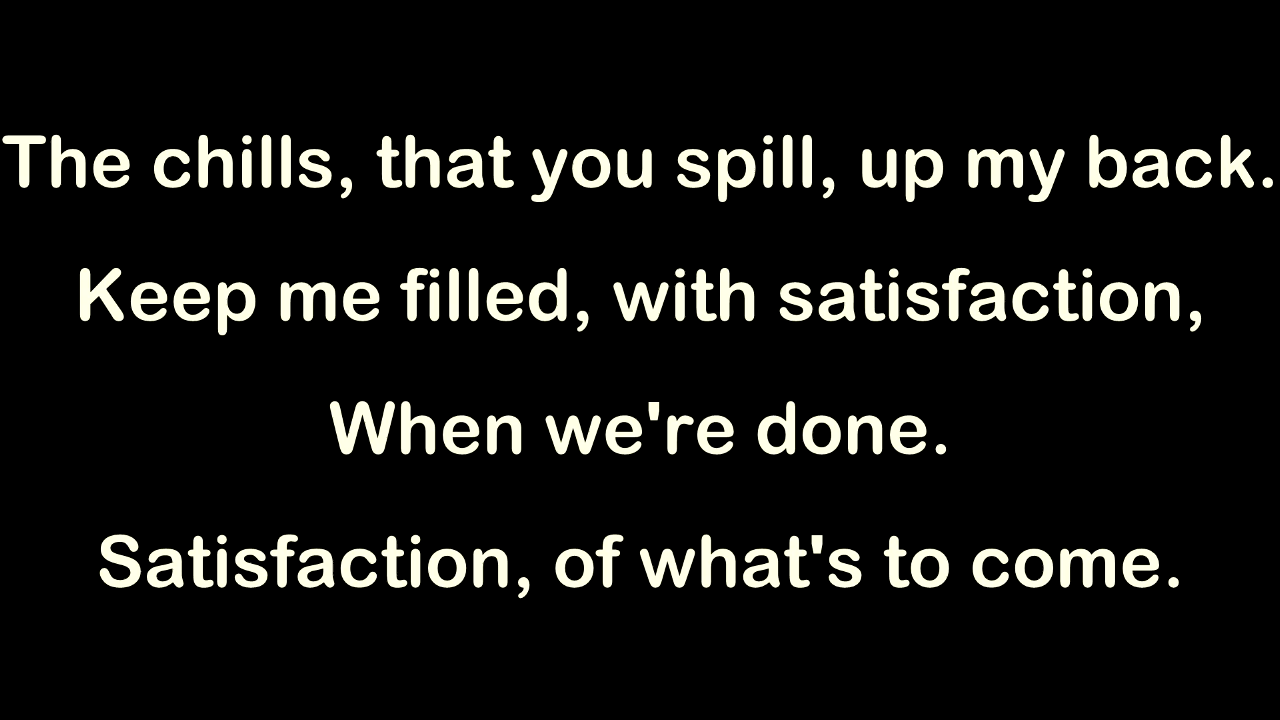 The chills, that you spill, up my back.
Keep me filled, with satisfaction,
When we're done.
Satisfaction, of what's to come.